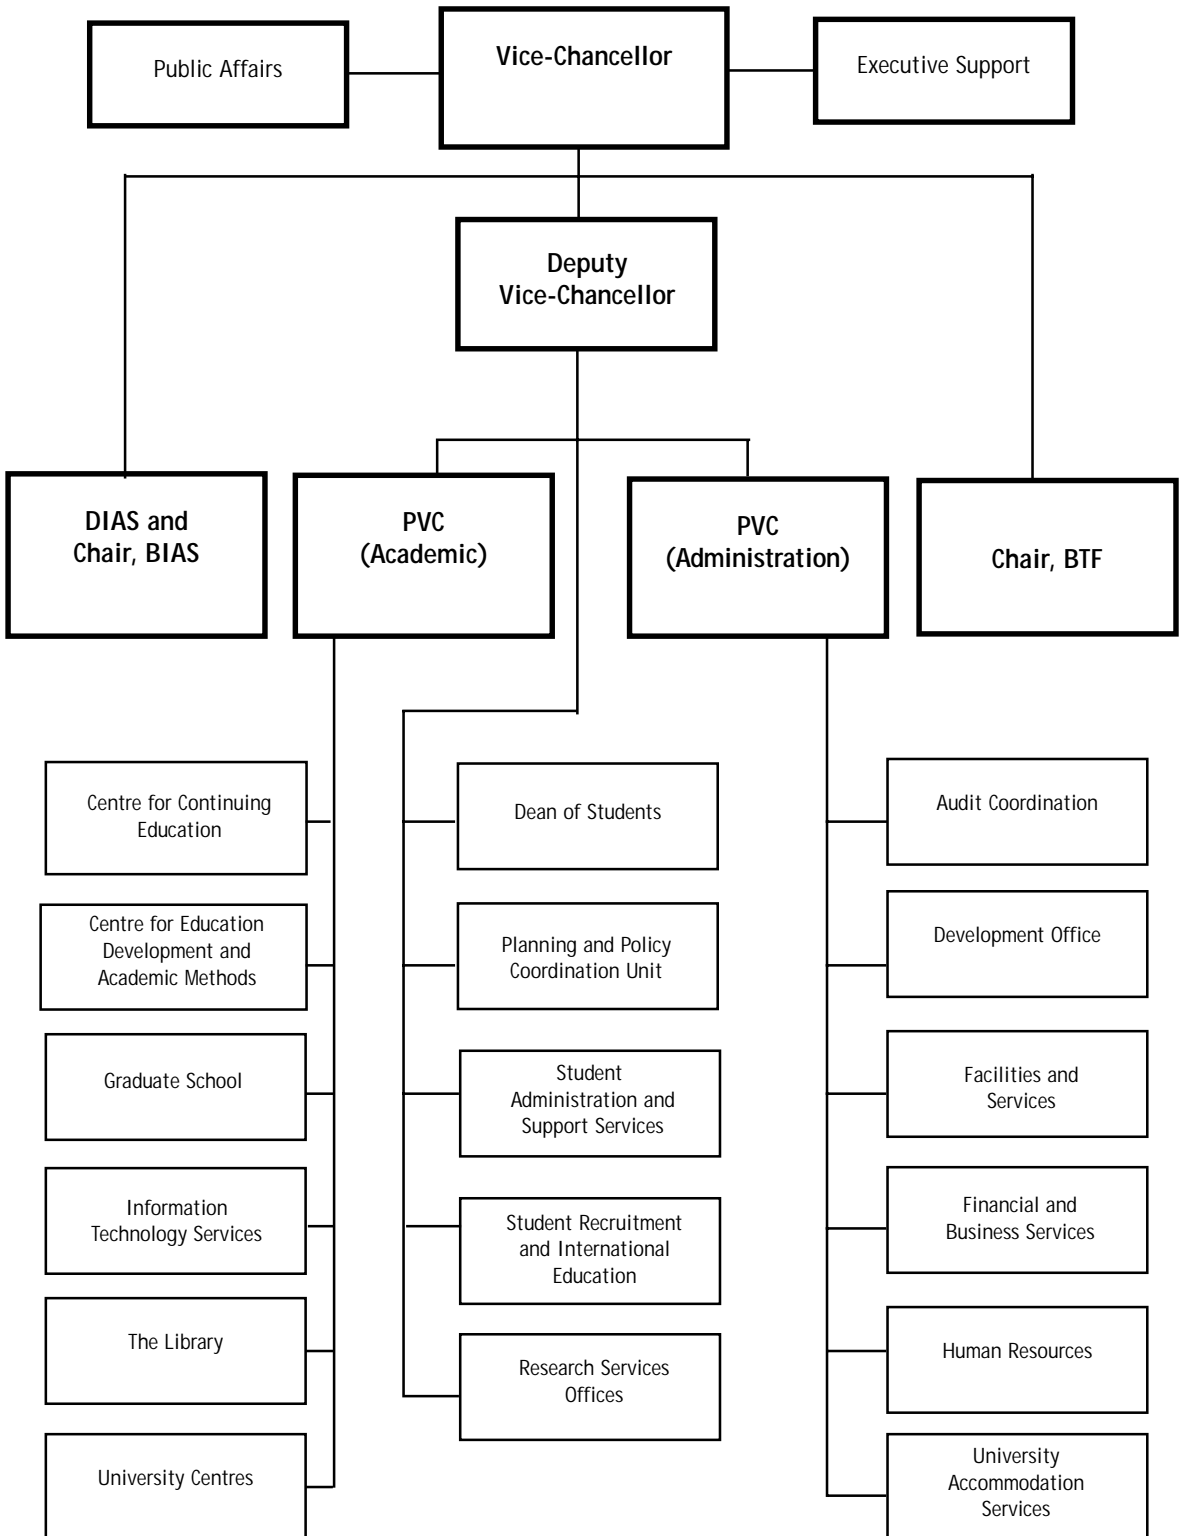 Public Affairs
Vice-Chancellor
Executive Support
Deputy
Vice-Chancellor
DIAS and
Chair, BIAS
PVC
(Academic)
PVC
(Administration)
Chair, BTF
Centre for Continuing
Education
Centre for Education
Development and
Academic Methods
Graduate School
Information
Technology Services
The Library
University Centres
Dean of Students
Planning and Policy
Coordination Unit
Student
Administration and
Support Services
Student Recruitment
and International
Education
Research Services
Offices
Audit Coordination
Development Office
Facilities and
Services
Financial and
Business Services
Human Resources
University
Accommodation
Services